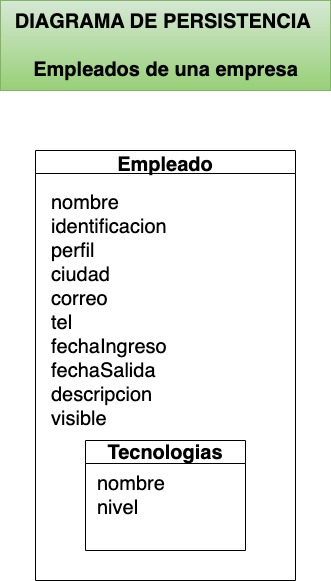 DIAGRAMA DE PERSISTENCIA
Empleados de una empresa
Empleado
nombre
identificacion
perfil
ciudad
correo
tel
fechaIngreso
fechaSalida
descripcion
visible
Tecnologias
nombre
nivel